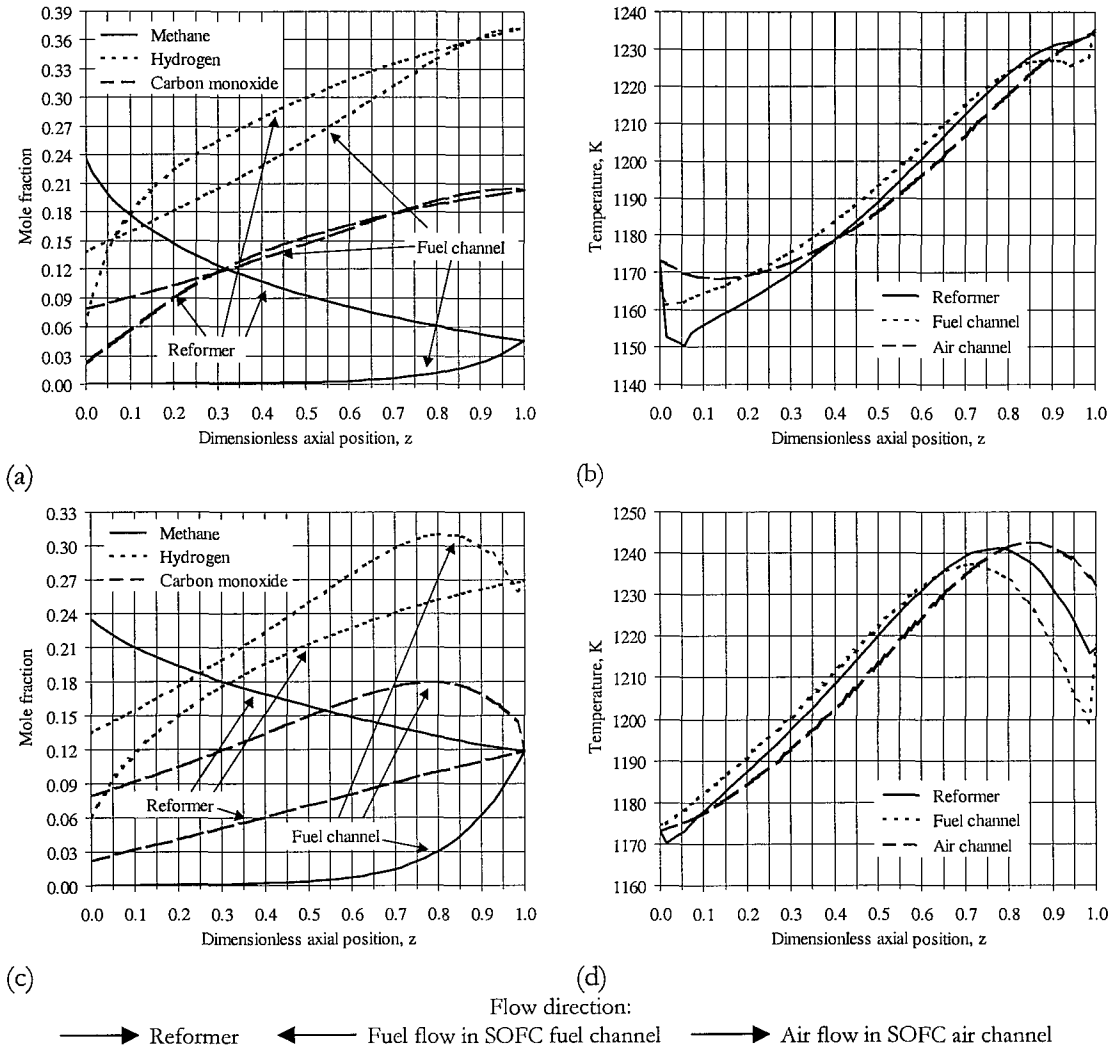 0.39
0.36
0.33
0.30
0.27
0.24
0.21
0.18
0.15
0.12
0.09
0.06
0.03
0.00
Mole fraction
Methane
Hydrogen
Carbon monoxide
Fuel channel
Reformer
0.0 0.1 0.2 0.3 0.4 0.5 0.6 0.7 0.8 0.9 1.0
Dimensionless axial position, z
(a)
1240
1230
1220
1210
1200
1190
1180
1170
1160
1150
1140
Temperature, K
Reformer
Fuel channel
Air channel
0.0 0.1 0.2 0.3 0.4 0.5 0.6 0.7 0.8 0.9 1.0
Dimensionless axial position, z
(b)
0.33
0.30
0.27
0.24
0.21
0.18
0.15
0.12
0.09
0.06
0.03
0.00
Mole fraction
Methane
Hydrogen
Carbon monoxide
Reformer
Fuel channel
0.0 0.1 0.2 0.3 0.4 0.5 0.6 0.7 0.8 0.9 1.0
Dimensionless axial position, z
(c)
1250
1240
1230
1220
1210
1200
1190
1180
1170
1160
Temperature, K
Reformer
Fuel channel
Air channel
0.0 0.1 0.2 0.3 0.4 0.5 0.6 0.7 0.8 0.9 1.0
Dimensionless axial position, z
(d)
Flow direction:
Reformer Fuel flow in SOFC fuel channel Air flow in SOFC air channel